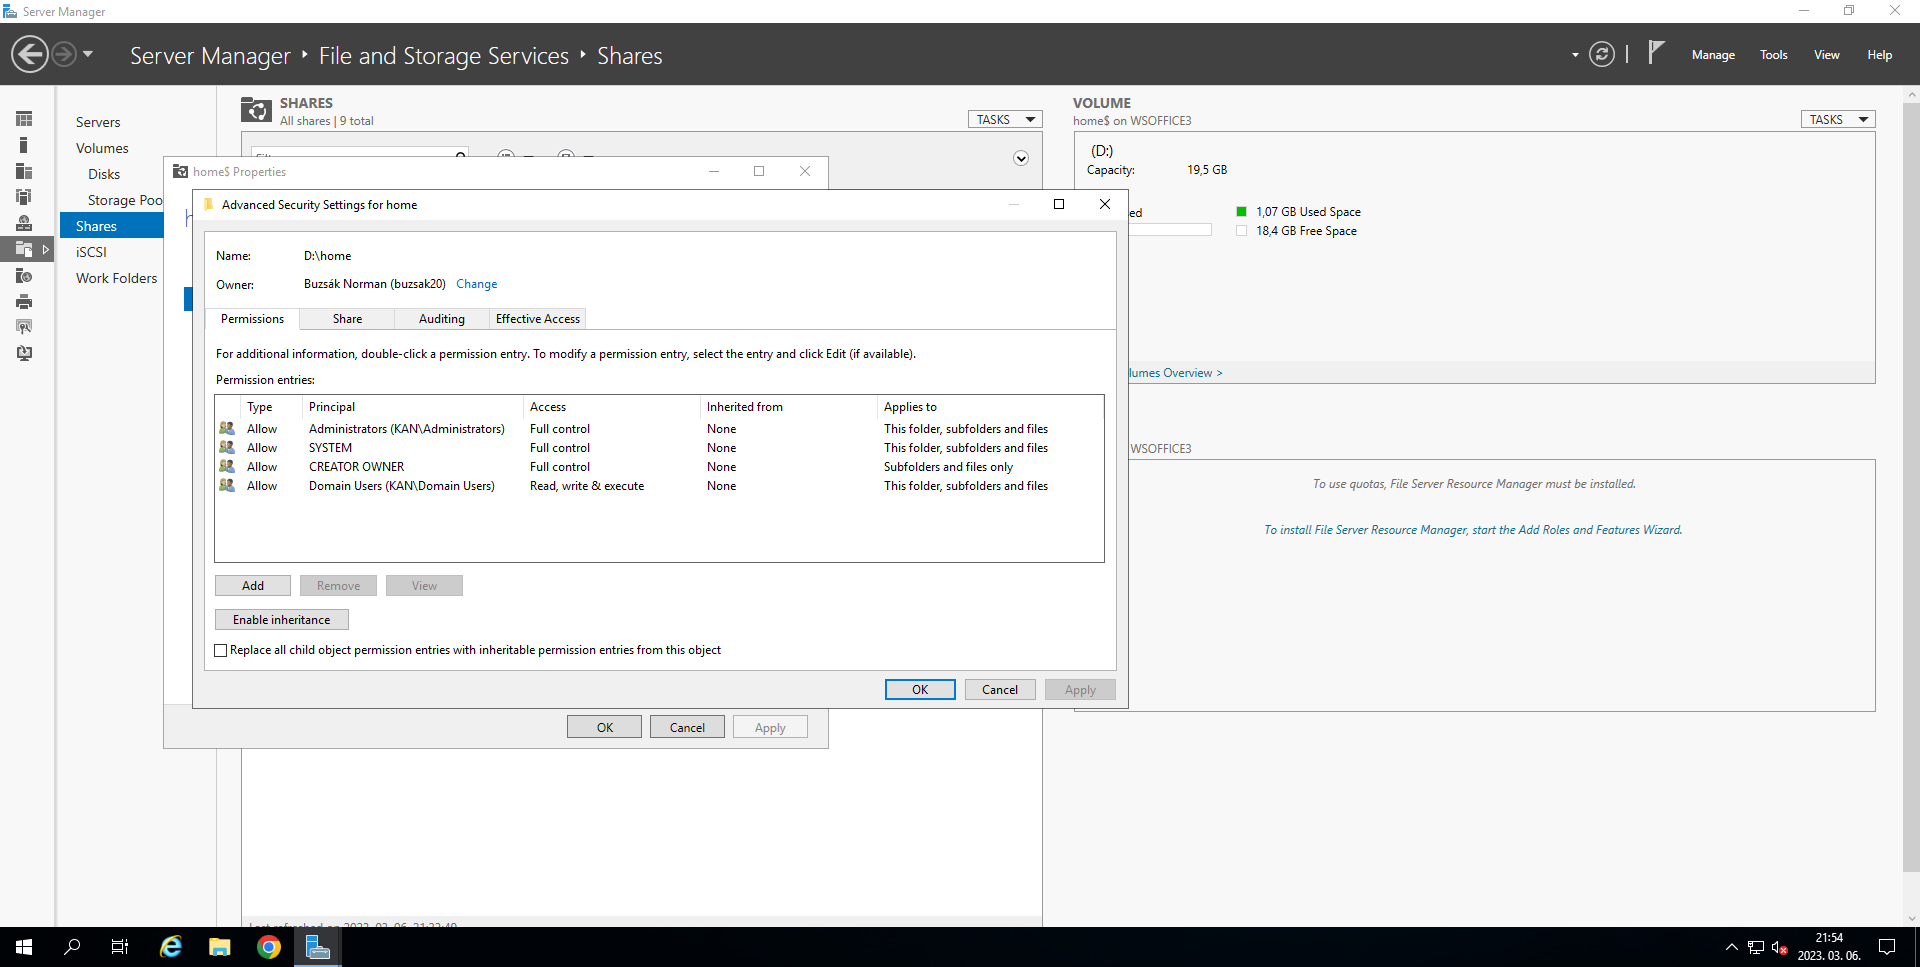 Server Manager
Server Manager ‣ File and Storage Services ‣ Shares
Manage Tools View Help
Servers
Volumes
Disks
Storage Poo
Shares
iSCSI
Work Folders
SHARES
All shares | 9 total
TASKS
home$ Properties
Advanced Security Settings for home
Name: D:\home
Owner: Buzsák Norman (buzsak20) Change
Permissions Share Auditing Effective Access
For additional information, double-click a permission entry. To modify a permission entry, select the entry and click Edit (if available).
Permission entries:
Type Principal Access Inherited from Applies to
Allow Administrators (KAN\Administrators) Full control None This folder, subfolders and files
Allow SYSTEM Full control None This folder, subfolders and files
Allow CREATOR OWNER Full control None Subfolders and files only
Allow Domain Users (KAN\Domain Users) Read, write & execute None This folder, subfolders and files
Add Remove View
Enable inheritance
Replace all child object permission entries with inheritable permission entries from this object
OK Cancel Apply
OK Cancel Apply
VOLUME
home$ on WSOFFICE3
TASKS
(D:)
Capacity: 19,5 GB
ed
1,07 GB Used Space
18,4 GB Free Space
lumes Overview >
WSOFFICE3
To use quotas, File Server Resource Manager must be installed.
To install File Server Resource Manager, start the Add Roles and Features Wizard.
21:54
2023. 03. 06.